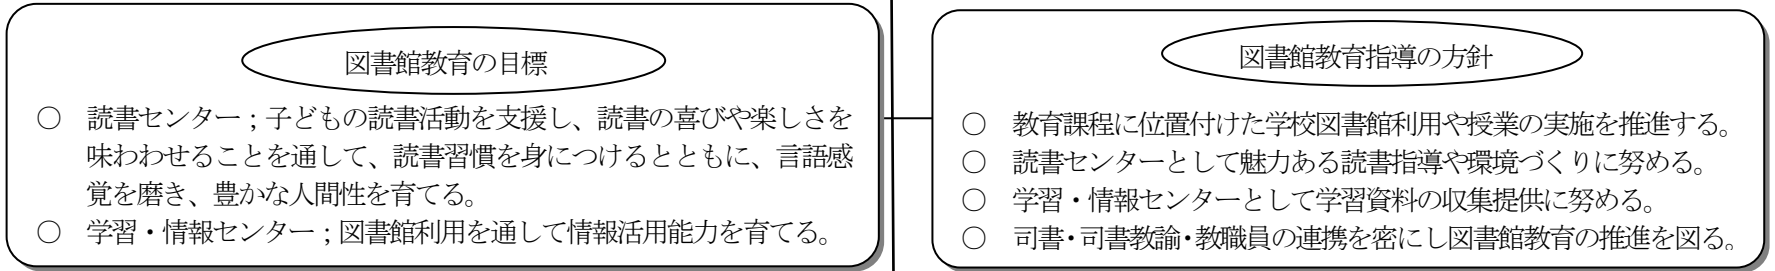 図書館教育の目標
○ 読書センター；子どもの読書活動を支援し、読書の喜びや楽しさを
味わわせることを通して、読書習慣を身につけるとともに、言語感
覚を磨き、豊かな人間性を育てる。
○ 学習・情報センター；図書館利用を通して情報活用能力を育てる。
図書館教育指導の方針
○ 教育課程に位置付けた学校図書館利用や授業の実施を推進する。
○ 読書センターとして魅力ある読書指導や環境づくりに努める。
○ 学習・情報センターとして学習資料の収集提供に努める。
○ 司書・司書教諭・教職員の連携を密にし図書館教育の推進を図る。